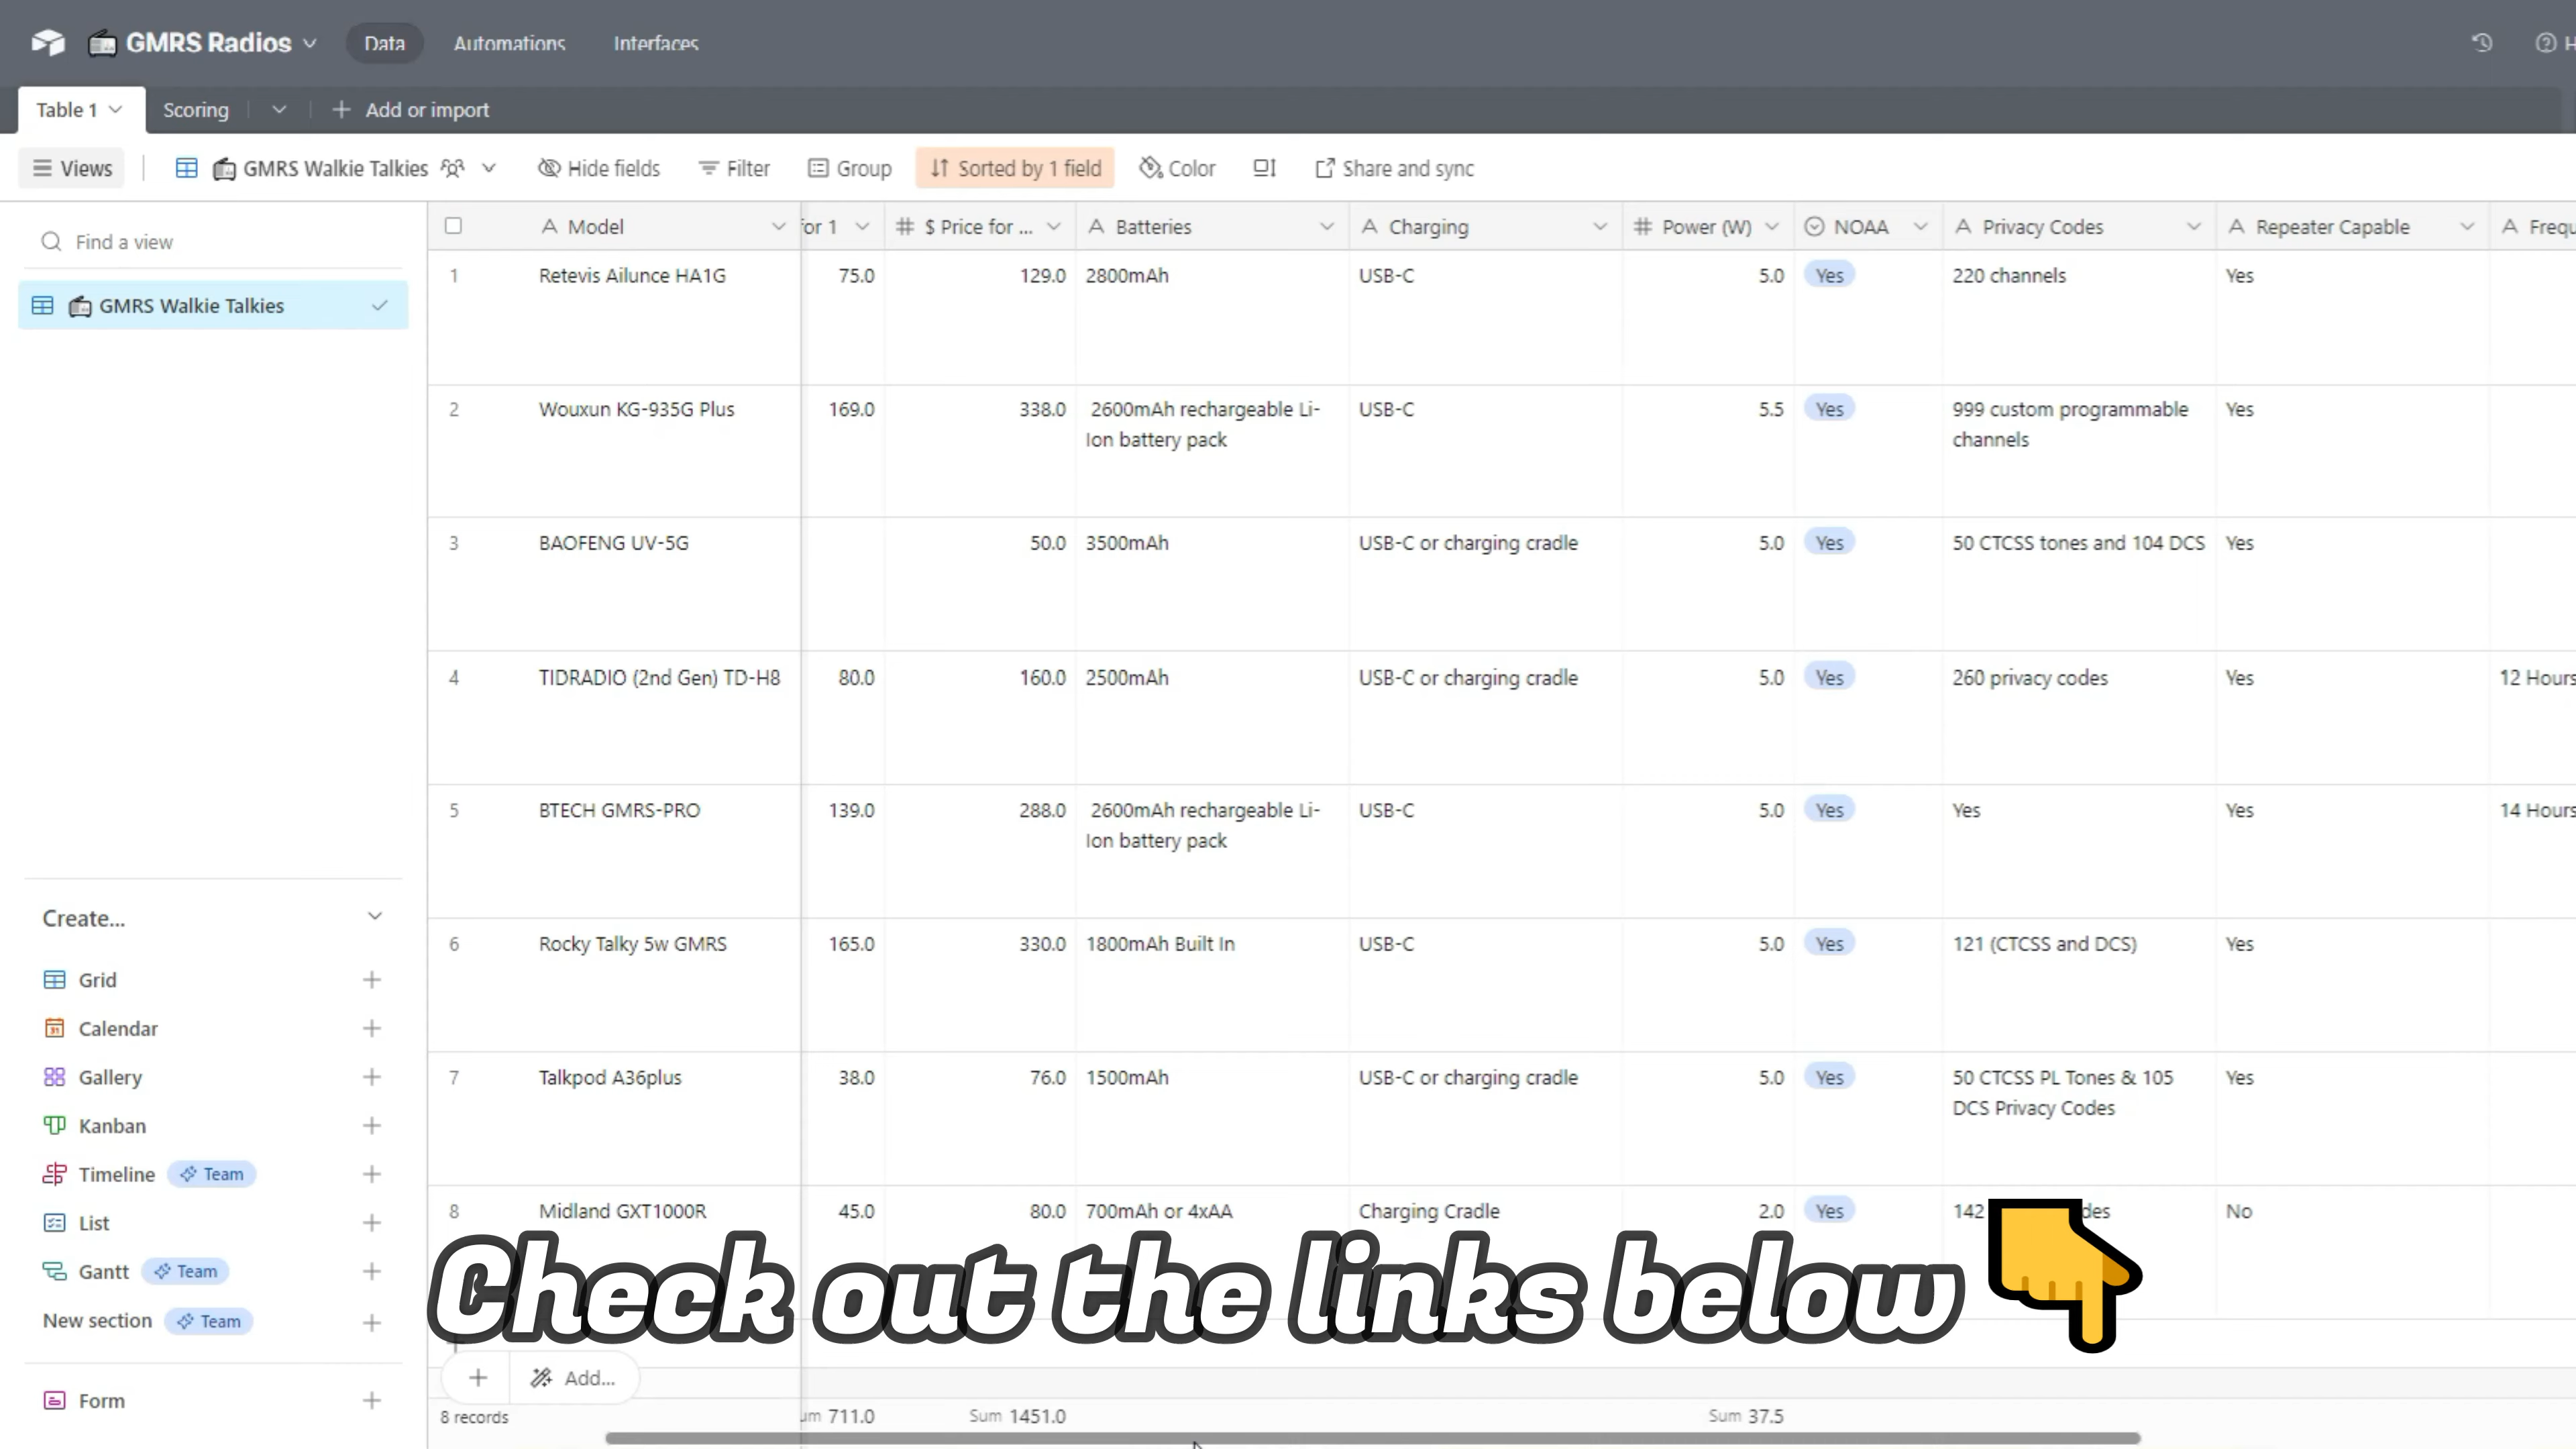 GMRS Radios Data Automations Interfaces
Table 1 Scoring Add or import
Views GMRS Walkie Talkies Hide fields Filter Group Sorted by 1 field Color Share and sync
Find a view
GMRS Walkie Talkies
Create...
Grid
Calendar
Gallery
Kanban
Timeline Team
List
Gantt Team
New section Team
Form
Model for 1 $ Price for ... Batteries Charging Power (W) NOAA Privacy Codes Repeater Capable
1 Retevis Ailunce HA1G 75.0 129.0 2800mAh USB-C 5.0 Yes 220 channels Yes
2 Wouxun KG-935G Plus 169.0 338.0 2600mAh rechargeable Li-
Ion battery pack USB-C 5.5 Yes 999 custom programmable
channels Yes
3 BAOFENG UV-5G 50.0 3500mAh USB-C or charging cradle 5.0 Yes 50 CTCSS tones and 104 DCS Yes
4 TIDRADIO (2nd Gen) TD-H8 80.0 160.0 2500mAh USB-C or charging cradle 5.0 Yes 260 privacy codes Yes 12 Hours
5 BTECH GMRS-PRO 139.0 288.0 2600mAh rechargeable Li-
Ion battery pack USB-C 5.0 Yes Yes Yes 14 Hours
6 Rocky Talky 5w GMRS 165.0 330.0 1800mAh Built In USB-C 5.0 Yes 121 (CTCSS and DCS) Yes
7 Talkpod A36plus 38.0 76.0 1500mAh USB-C or charging cradle 5.0 Yes 50 CTCSS PL Tones & 105
DCS Privacy Codes Yes
8 Midland GXT1000R 45.0 80.0 700mAh or 4xAA Charging Cradle 2.0 Yes 142 No
Check out the links below
Add...
8 records 711.0 Sum 1451.0 Sum 37.5